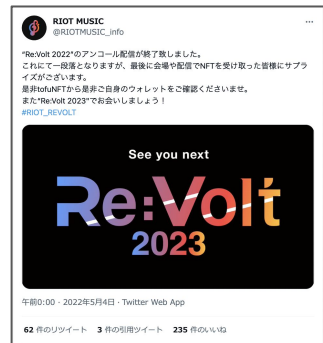 RIOT MUSIC
@RIOTMUSIC_info
"Re:Volt 2022"のアンコール配信が終了致しました。
これにて一段落となりますが、最後に会場や配信でNFTを受け取った皆様にサプラ
イズがございます。
是非tofuNFTから是非ご自身のウォレットをご確認くださいませ。
また"Re:Volt 2023"でお会いしましょう！
#RIOT_REVOLT
See you next
Re:Volt
2023
午前0:00 · 2022年5月4日 · Twitter Web App
62 件のリツイート 3 件の引用ツイート 235 件のいいね